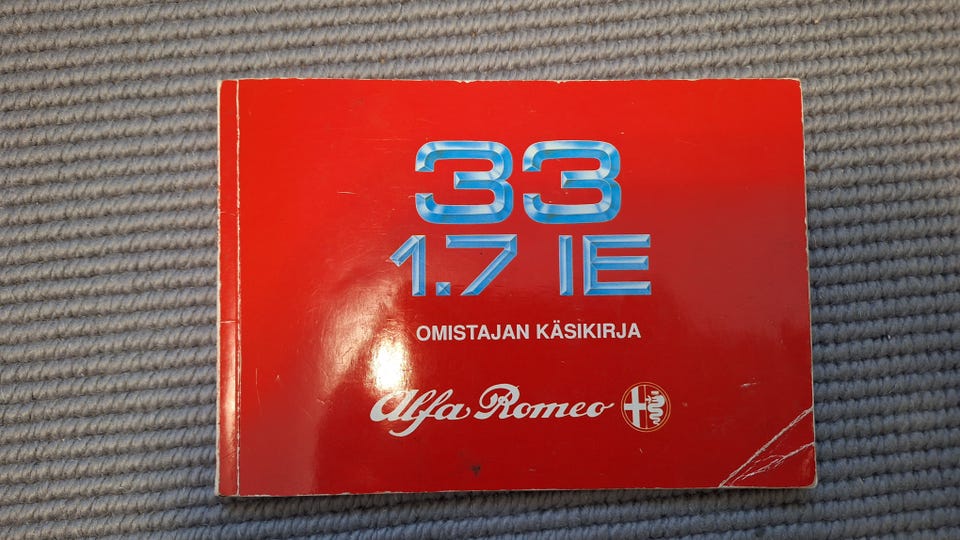 33
1.7 IE
OMISTAJAN KÄSIKIRJA
Alfa Romeo